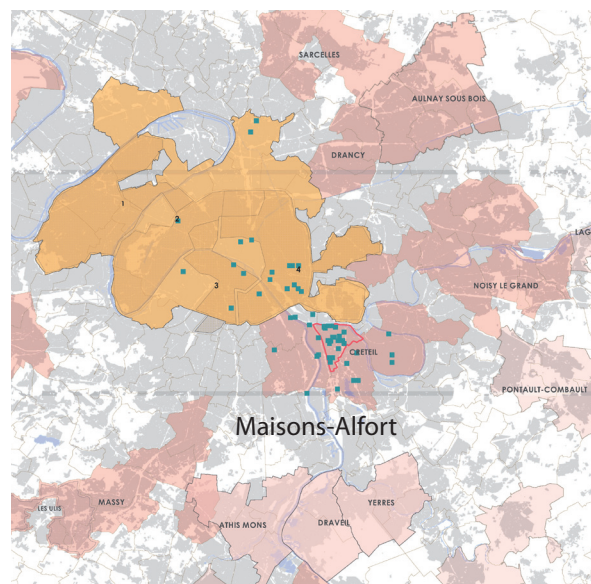 SARCELLES
AULNAY SOUS BOIS
DRANCY
1
2
LAG
4
3
NOISY LE GRAND
CRETEIL
PONTAULT-COMBAULT
Maisons-Alfort
MASSY
YERRES
LES ULIS
ATHIS MONS
DRAVEIL